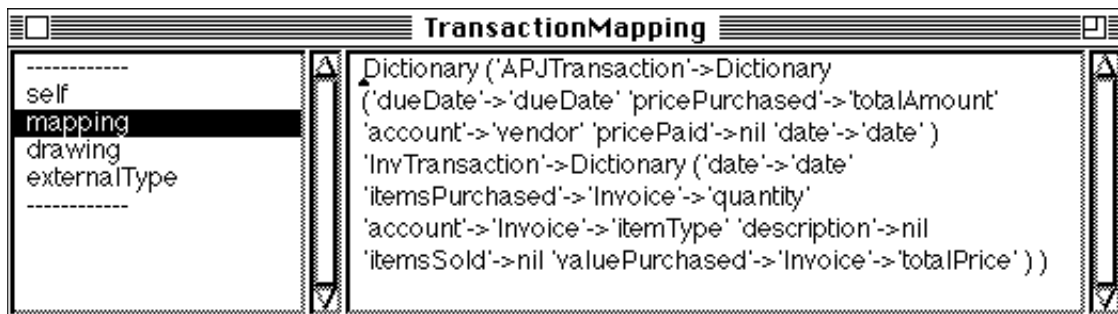 TransactionMapping
------------
self
mapping
drawing
externalType
------------
Dictionary ('APJTransaction'->Dictionary
('dueDate'->'dueDate' 'pricePurchased'->'totalAmount'
'account'->'vendor' 'pricePaid'->nil 'date'->'date' )
'InvTransaction'->Dictionary ('date'->'date'
'itemsPurchased'->'Invoice'->'quantity'
'account'->'Invoice'->'itemType' 'description'->nil
'itemsSold'->nil 'valuePurchased'->'Invoice'->'totalPrice' ) )